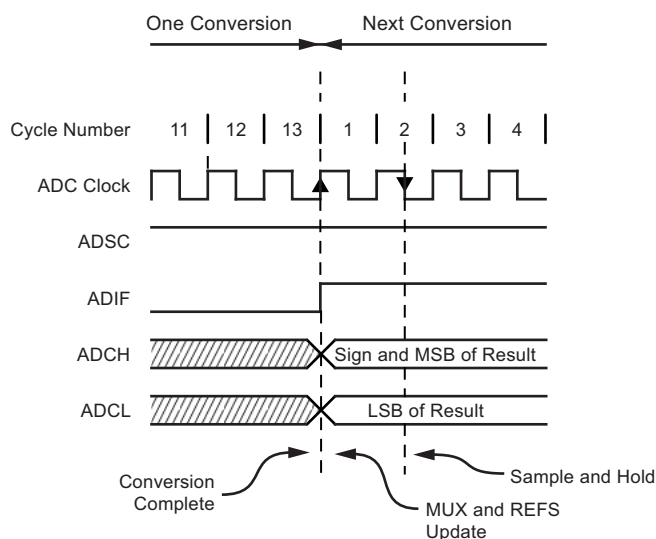 One Conversion Next Conversion
Cycle Number 11 12 13 1 2 3 4
ADC Clock
ADSC
ADIF
ADCH Sign and MSB of Result
ADCL LSB of Result
Conversion
Complete
MUX and REFS
Update
Sample and Hold